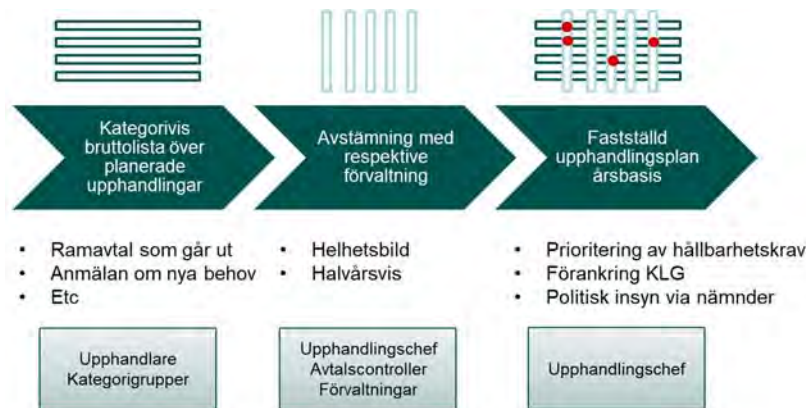 Kategorivis
bruttolista över
planerade
upphandlingar
Avstämning med
respektive
förvaltning
Fastställd
upphandlingsplan
årsbasis
• Ramavtal som går ut
• Anmälan om nya behov
• Etc
• Helhetsbild
• Halvårsvis
• Prioritering av hållbarhetskrav
• Förankring KLG
• Politisk insyn via nämnder
Upphandlare
Kategorigrupper
Upphandlingschef
Avtalscontroller
Förvaltningar
Upphandlingschef